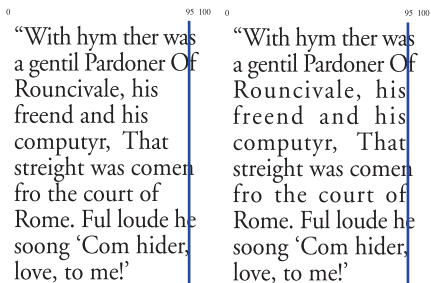 0 95 100
“With hym ther was
a gentil Pardoner Of
Rouncivale, his
freend and his
computyr, That
streight was comen
fro the court of
Rome. Ful loude he
soong ‘Com hider,
love, to me!’
0 95 100
“With hym ther was
a gentil Pardoner Of
Rouncivale, his
freend and his
computyr, That
streight was comen
fro the court of
Rome. Ful loude he
soong ‘Com hider,
love, to me!’